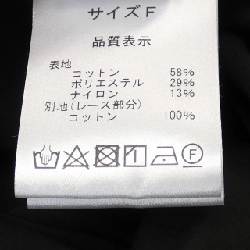 サイズF
品質表示
表地
コットン 58%
ポリエステル 29%
ナイロン 13%
別地(レース部分)
コットン 00%
F